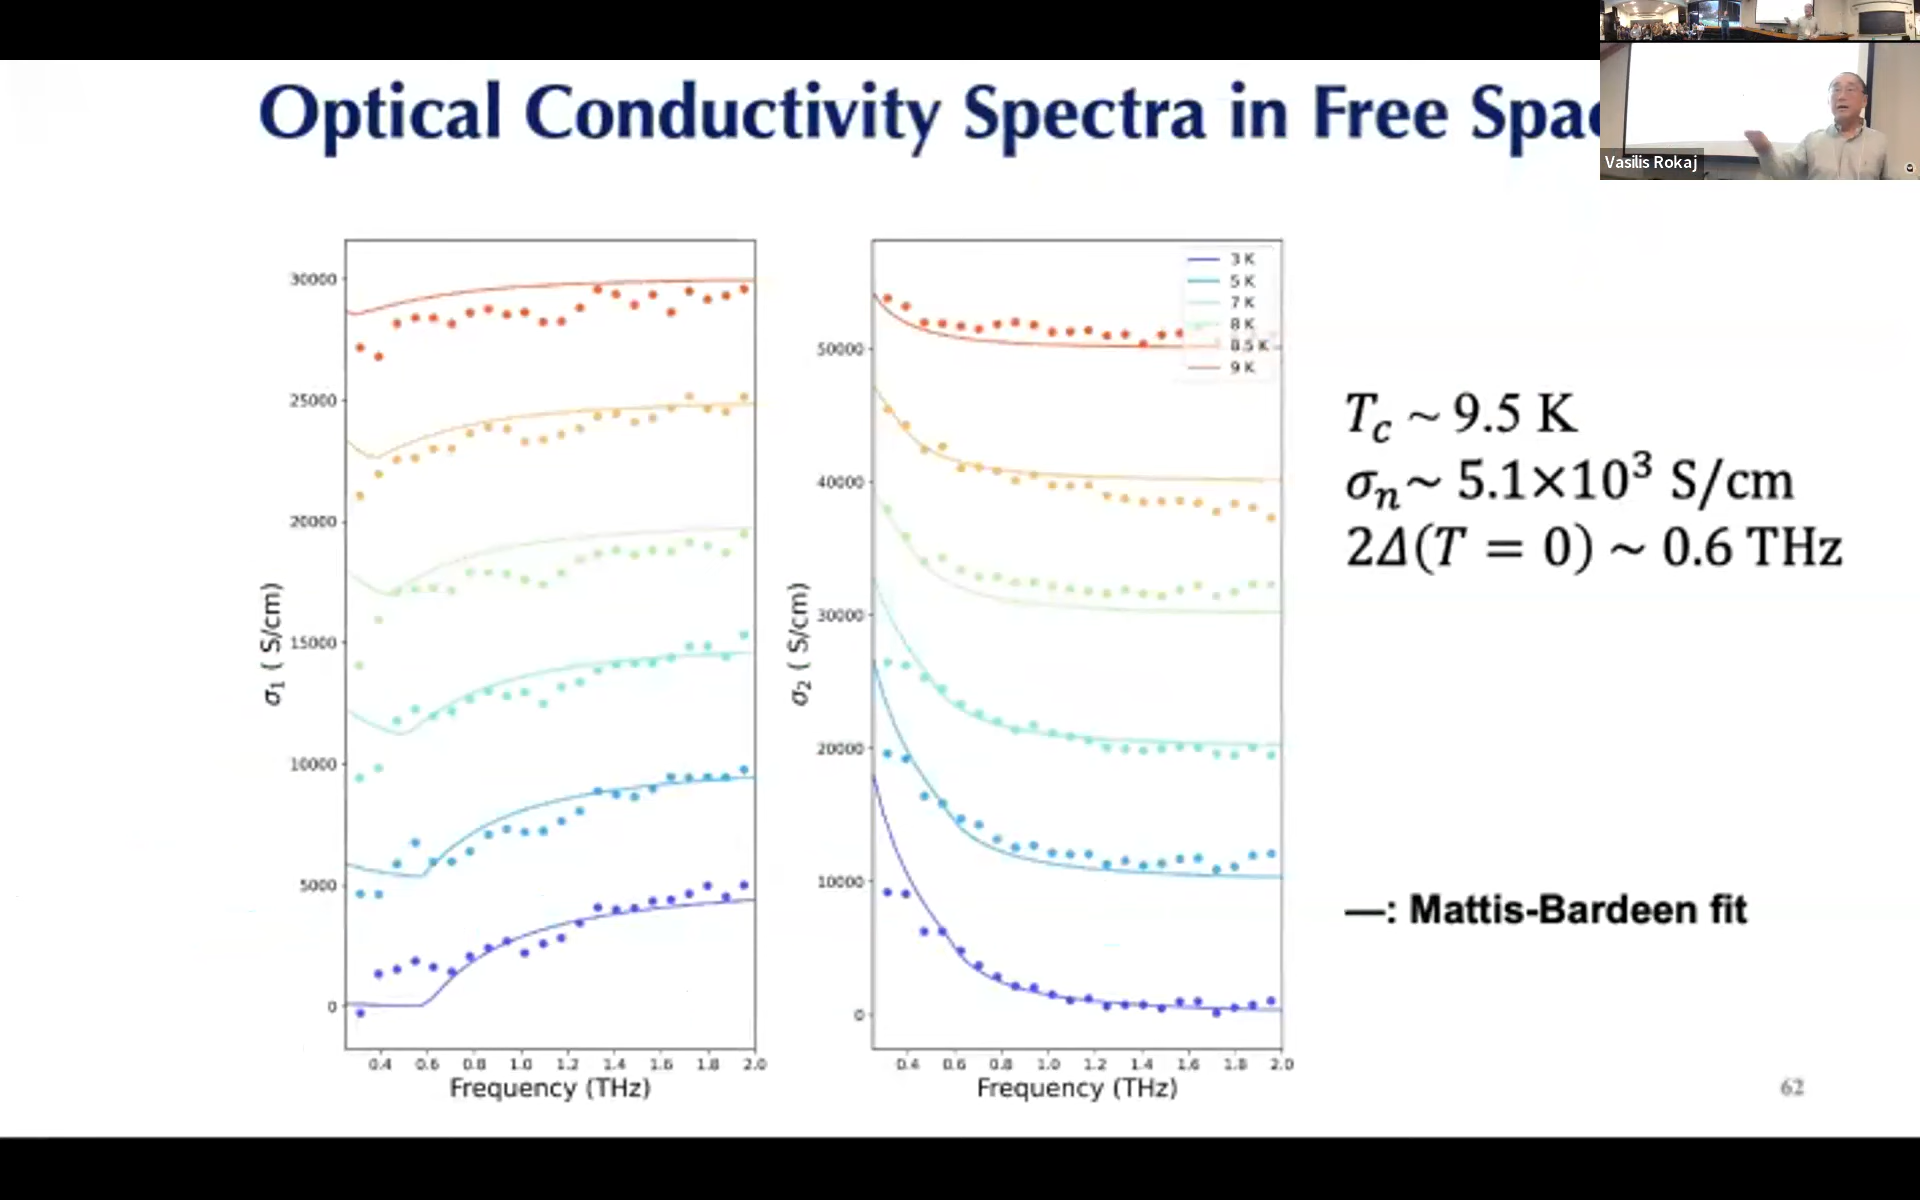 Optical Conductivity Spectra in Free Spac
Vasilis Rokaj
30000
25000
20000
15000
10000
5000
0
σ₁ ( S/cm)
0.4 0.6 0.8 1.0 1.2 1.4 1.6 1.8 2.0
Frequency (THz)
50000
40000
30000
20000
10000
0
σ₂ ( S/cm)
0.4 0.6 0.8 1.0 1.2 1.4 1.6 1.8 2.0
Frequency (THz)
3 K
5 K
7 K
8 K
8.5 K
9 K
T_c ~ 9.5 K
σ_n~ 5.1×10³ S/cm
2Δ(T = 0) ~ 0.6 THz
—: Mattis-Bardeen fit
62